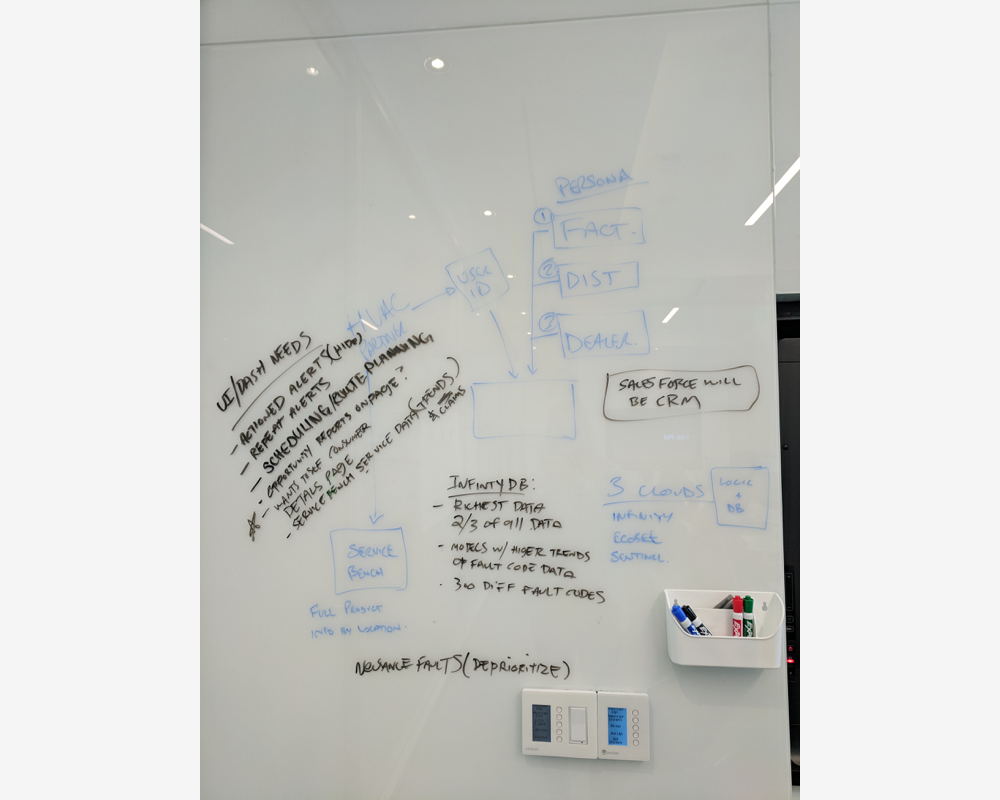 PERSONA
① FACT.
② DIST
③ DEALER.
USER
ID
HVAC
PARTNER
UI/DASH NEEDS
- ACTIONED ALERTS (HIDE)
- REPEAT ALERTS
- SCHEDULING/ROUTE PLANNING
- OPPORTUNITY REPORTS ON PAGE?
- WANTS TO SEE CONSUMER
DETAILS PAGE
- SERVICE BENCH SERVICE DATA (TRENDS)
& CLAIMS
SALES FORCE WILL
BE CRM
INFINTY DB:
- RICHEST DATA
2/3 OF all DATA
- MODELS W/ HIGER TRENDS
OF FAULT CODE DATA
- 300 DIFF FAULT CODES
3 CLOUDS
INFINITY
ECOBEE
SENTINEL.
LOGIC
+
DB
SERVICE
BENCH
FULL PRODUCT
INFO BY LOCATION.
NUSANCE FAULTS (DEPRIORITIZE)